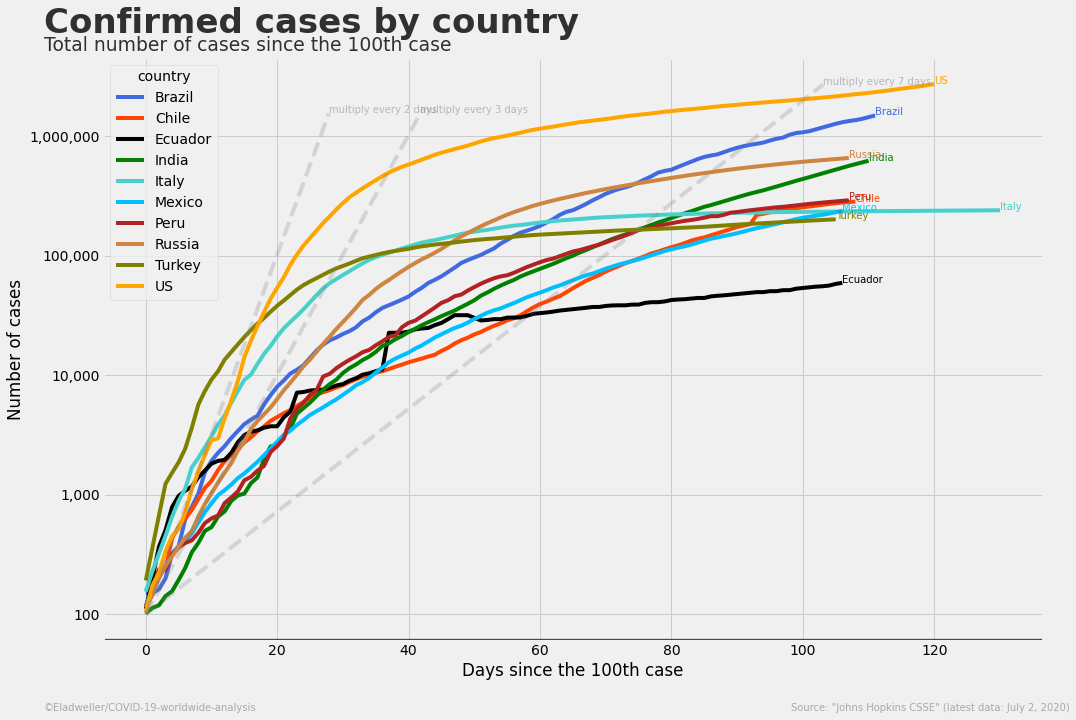 Confirmed cases by country
Total number of cases since the 100th case
country
Brazil
Chile
Ecuador
India
Italy
Mexico
Peru
Russia
Turkey
US
multiply every 2 days
multiply every 3 days
multiply every 7 days
US
Brazil
Russia
India
Peru
Chile
Mexico
Italy
Turkey
Ecuador
1,000,000
100,000
10,000
1,000
100
Number of cases
0 20 40 60 80 100 120
Days since the 100th case
©Eladweller/COVID-19-worldwide-analysis
Source: "Johns Hopkins CSSE" (latest data: July 2, 2020)